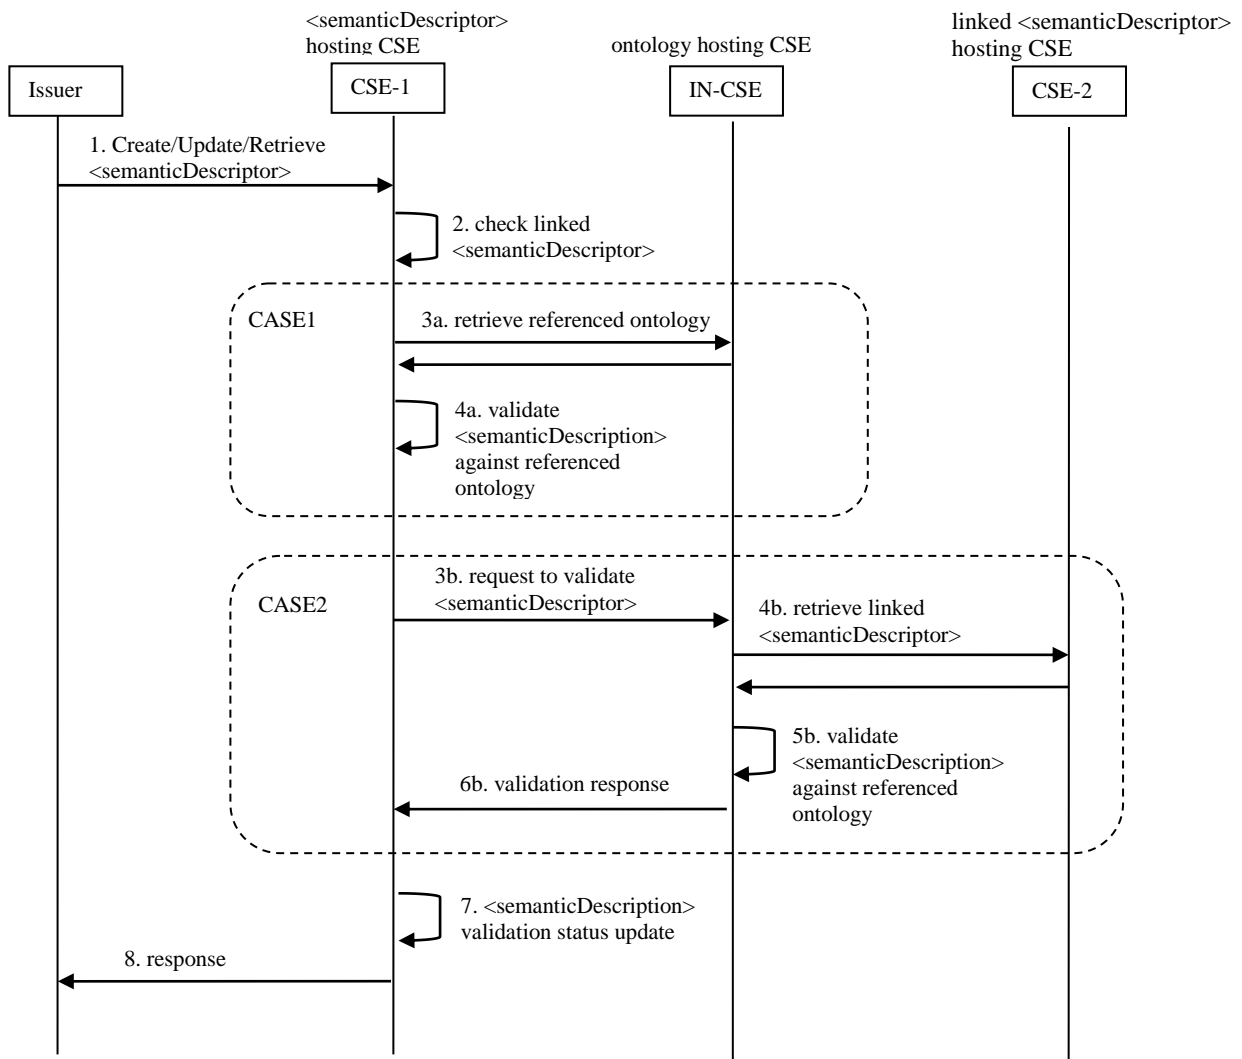 <semanticDescriptor>
hosting CSE
ontology hosting CSE
linked <semanticDescriptor>
hosting CSE
Issuer
CSE-1
IN-CSE
CSE-2
1. Create/Update/Retrieve
<semanticDescriptor>
2. check linked
<semanticDescriptor>
CASE1
3a. retrieve referenced ontology
4a. validate
<semanticDescription>
against referenced
ontology
CASE2
3b. request to validate
<semanticDescriptor>
4b. retrieve linked
<semanticDescriptor>
5b. validate
<semanticDescription>
against referenced
ontology
6b. validation response
7. <semanticDescription>
validation status update
8. response